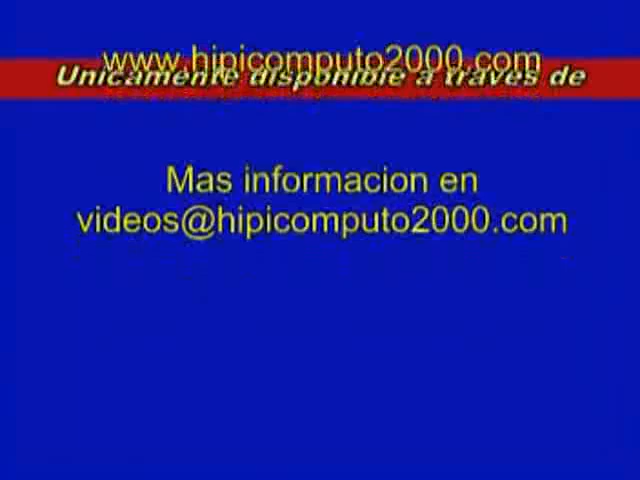 www.hipicomputo2000.com
Unicamente disponible a traves de
Mas informacion en
videos@hipicomputo2000.com